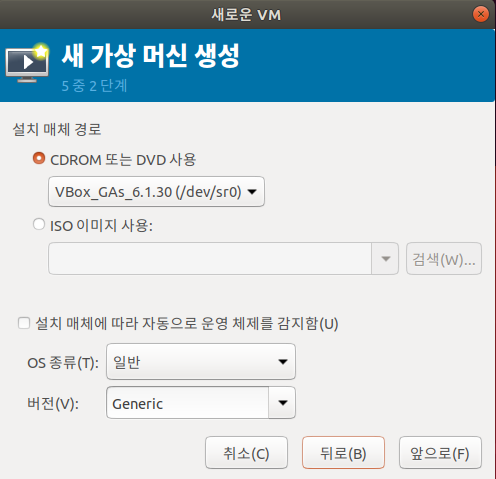 새로운 VM
새 가상 머신 생성
5 중 2 단계
설치 매체 경로
CDROM 또는 DVD 사용
VBox_GAs_6.1.30 (/dev/sr0)
ISO 이미지 사용:
검색(W)...
설치 매체에 따라 자동으로 운영 체제를 감지함(U)
OS 종류(T): 일반
버전(V): Generic
취소(C) 뒤로(B) 앞으로(F)